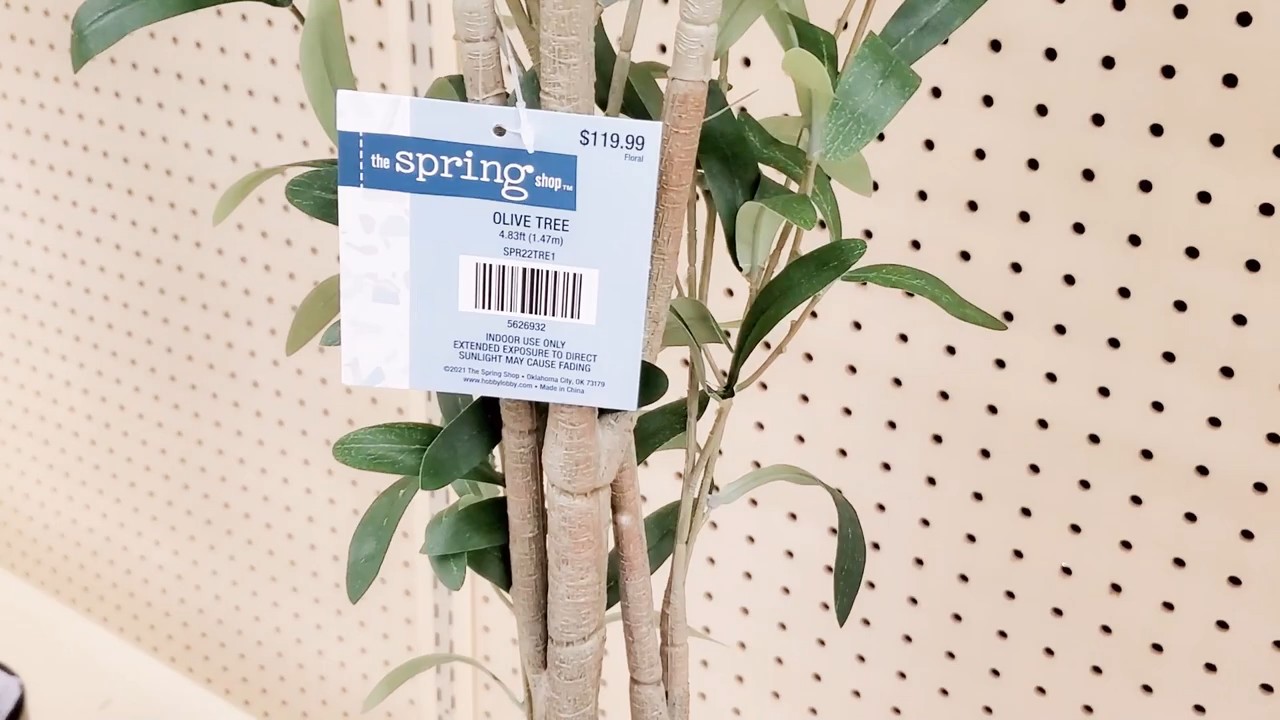 $119.99
Floral
the spring shop™
OLIVE TREE
4.83ft (1.47m)
SPR22TRE1
5626932
INDOOR USE ONLY
EXTENDED EXPOSURE TO DIRECT
SUNLIGHT MAY CAUSE FADING
©2021 The Spring Shop • Oklahoma City, OK 73179
www.hobbylobby.com • Made in China